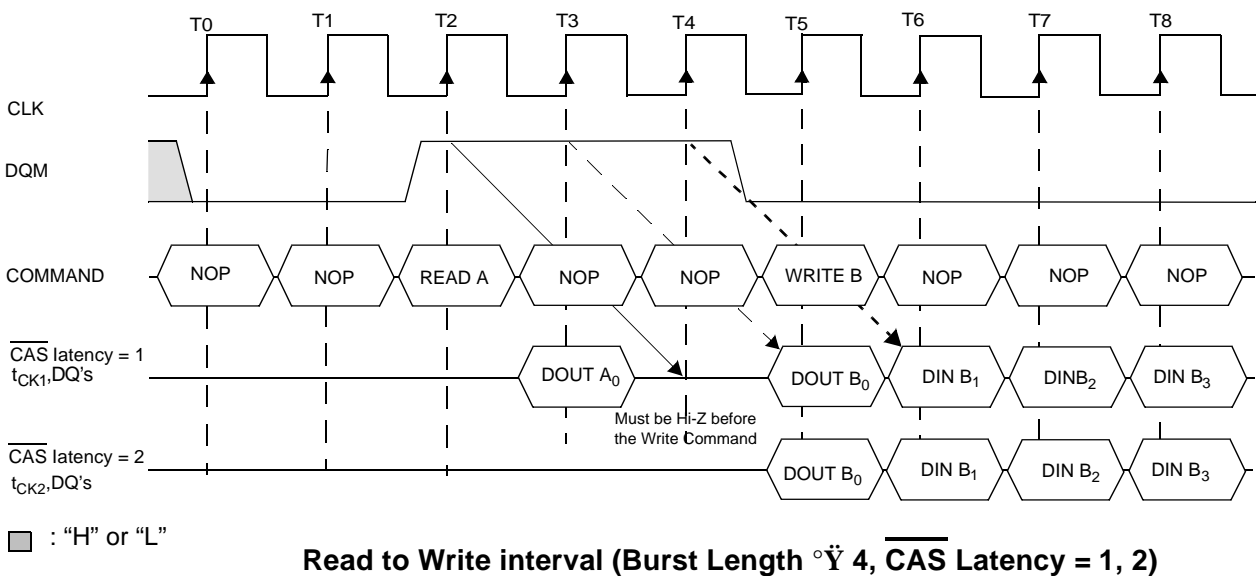 T0 T1 T2 T3 T4 T5 T6 T7 T8
CLK
DQM
COMMAND NOP NOP READ A NOP NOP WRITE B NOP NOP NOP
CAS latency = 1
tCK1,DQ's DOUT A0 DOUT B0 DIN B1 DINB2 DIN B3
Must be Hi-Z before
the Write Command
CAS latency = 2
tCK2,DQ's DOUT B0 DIN B1 DIN B2 DIN B3
: “H” or “L”
Read to Write interval (Burst Length °Ÿ 4, CAS Latency = 1, 2)